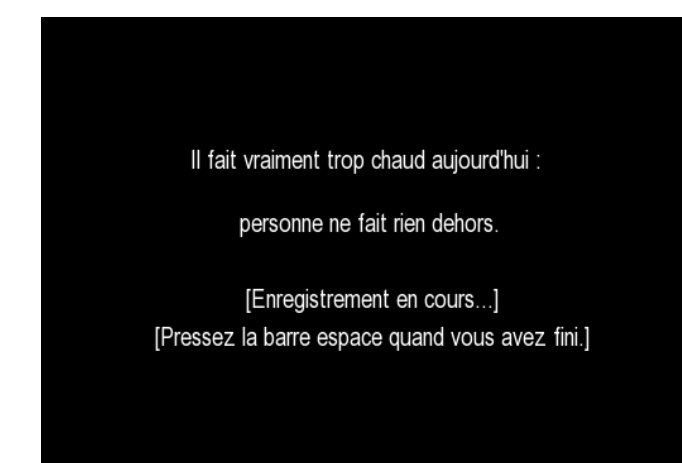 Il fait vraiment trop chaud aujourd'hui :
personne ne fait rien dehors.
[Enregistrement en cours...]
[Pressez la barre espace quand vous avez fini.]